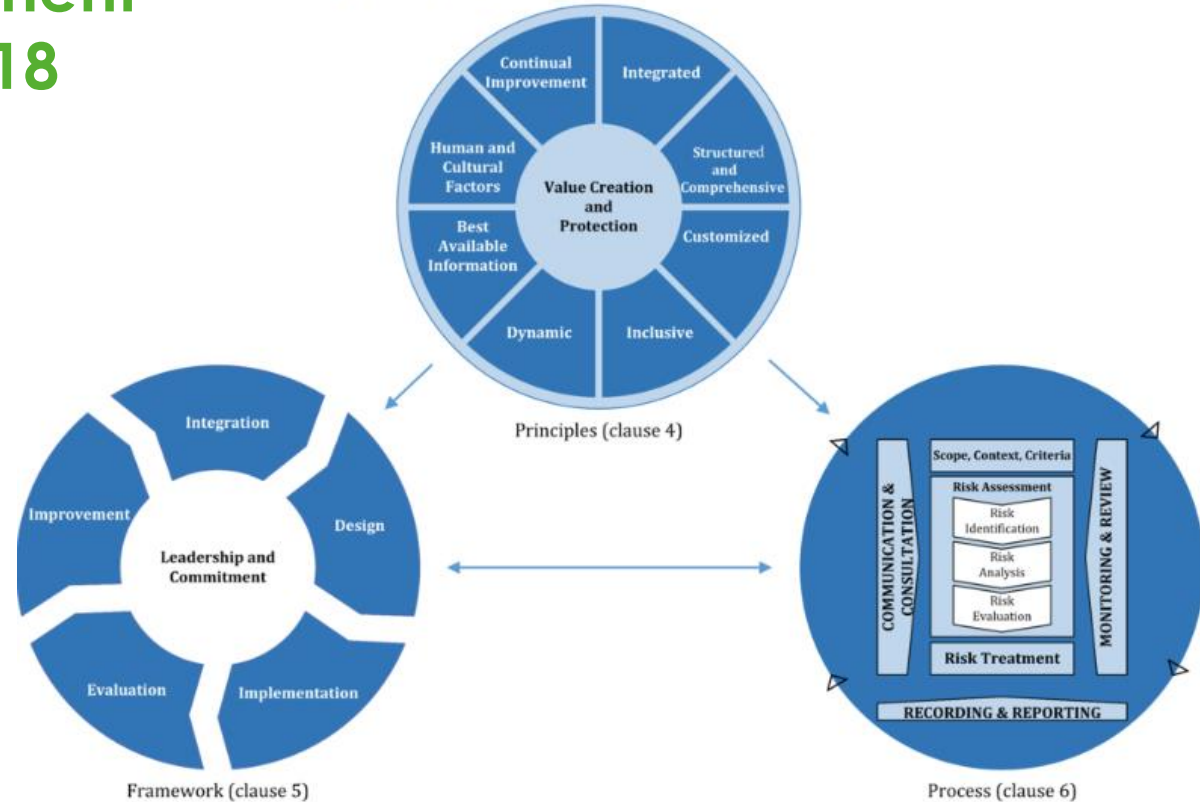 18
Continual
Improvement
Integrated
Human and
Cultural
Factors
Structured
and
Comprehensive
Value Creation
and
Protection
Best
Available
Information
Customized
Dynamic
Inclusive
Principles (clause 4)
Integration
Improvement
Design
Leadership and
Commitment
Evaluation
Implementation
Framework (clause 5)
Scope, Context, Criteria
Risk Assessment
Risk
Identification
Risk
Analysis
Risk
Evaluation
COMMUNICATION &
CONSULTATION
MONITORING & REVIEW
Risk Treatment
RECORDING & REPORTING
Process (clause 6)